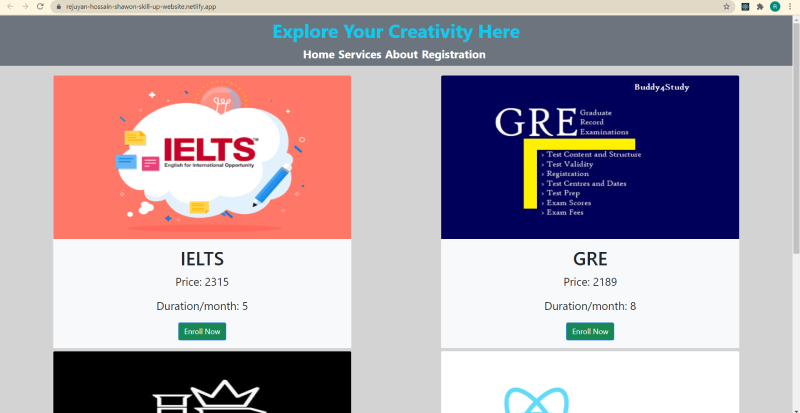 rejuyan-hossain-shawon-skill-up-website.netlify.app
R
Explore Your Creativity Here
Home Services About Registration
IELTS™
English for International Opportunity
IELTS
Price: 2315
Duration/month: 5
Enroll Now
Buddy4Study
GRE
Graduate
Record
Examinations
› Test Content and Structure
› Test Validity
› Registration
› Test Centres and Dates
› Test Prep
› Exam Scores
› Exam Fees
GRE
Price: 2189
Duration/month: 8
Enroll Now